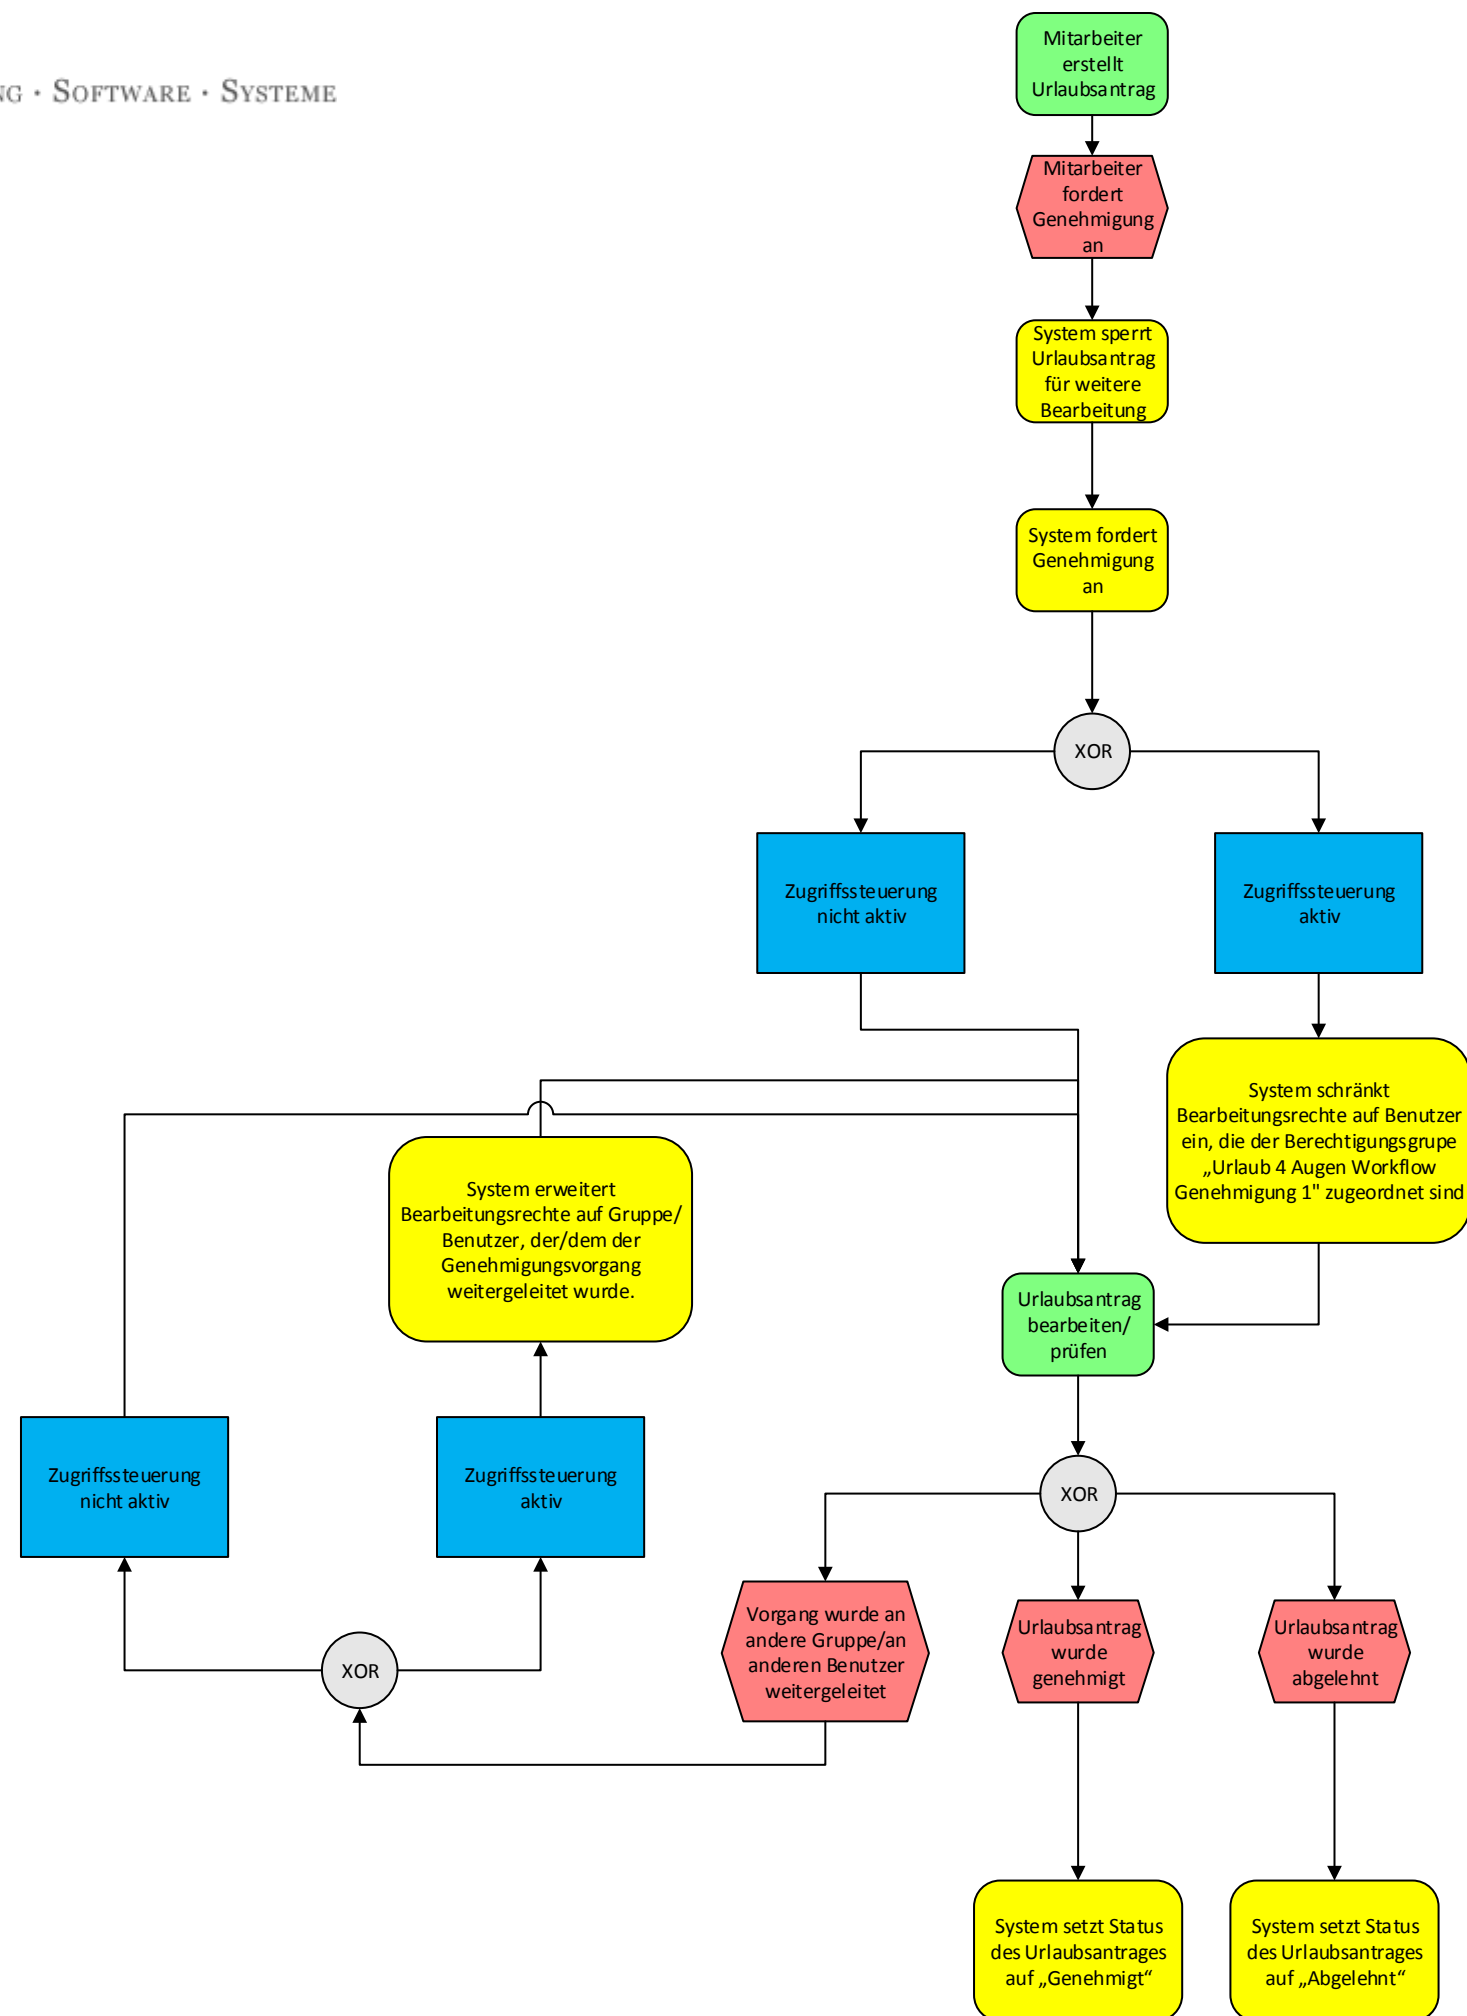 NG · SOFTWARE · SYSTEME
Mitarbeiter
erstellt
Urlaubsantrag
Mitarbeiter
fordert
Genehmigung
an
System sperrt
Urlaubsantrag
für weitere
Bearbeitung
System fordert
Genehmigung
an
XOR
Zugriffssteuerung
nicht aktiv
Zugriffssteuerung
aktiv
System schränkt
Bearbeitungsrechte auf Benutzer
ein, die der Berechtigungsgrupe
„Urlaub 4 Augen Workflow
Genehmigung 1" zugeordnet sind
System erweitert
Bearbeitungsrechte auf Gruppe/
Benutzer, der/dem der
Genehmigungsvorgang
weitergeleitet wurde.
Urlaubsantrag
bearbeiten/
prüfen
Zugriffssteuerung
nicht aktiv
Zugriffssteuerung
aktiv
XOR
Vorgang wurde an
andere Gruppe/an
anderen Benutzer
weitergeleitet
Urlaubsantrag
wurde
genehmigt
Urlaubsantrag
wurde
abgelehnt
XOR
System setzt Status
des Urlaubsantrages
auf „Genehmigt“
System setzt Status
des Urlaubsantrages
auf „Abgelehnt“